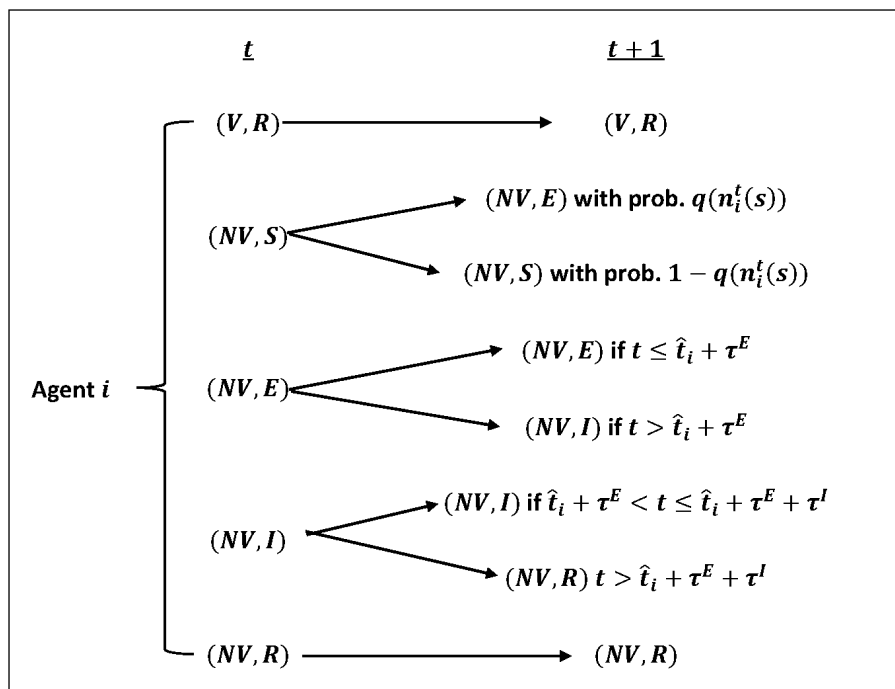 t t + 1
(V, R) (V, R)
(NV, E) with prob. q(n_i^t(s))
(NV, S)
(NV, S) with prob. 1 − q(n_i^t(s))
(NV, E) if t ≤ t̂_i + τ^E
Agent i (NV, E)
(NV, I) if t > t̂_i + τ^E
(NV, I) if t̂_i + τ^E < t ≤ t̂_i + τ^E + τ^I
(NV, I)
(NV, R) t > t̂_i + τ^E + τ^I
(NV, R) (NV, R)